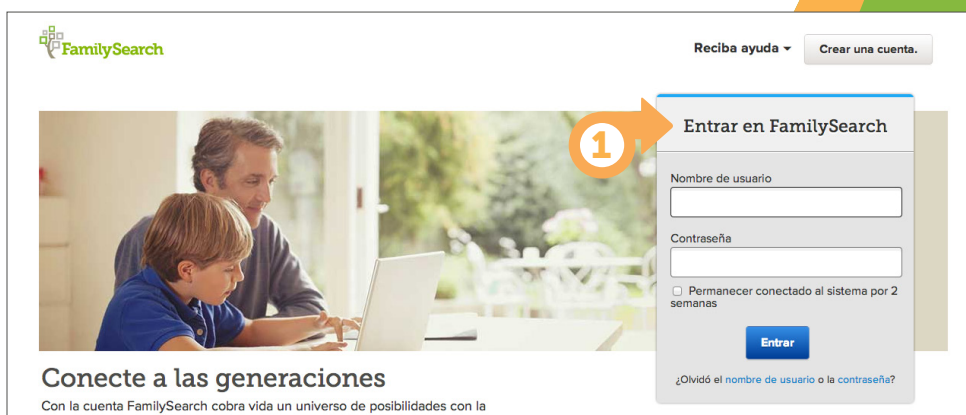 FamilySearch
Reciba ayuda
Crear una cuenta.
1
Entrar en FamilySearch
Nombre de usuario
Contraseña
Permanecer conectado al sistema por 2
semanas
Entrar
¿Olvidó el nombre de usuario o la contraseña?
Conecte a las generaciones
Con la cuenta FamilySearch cobra vida un universo de posibilidades con la